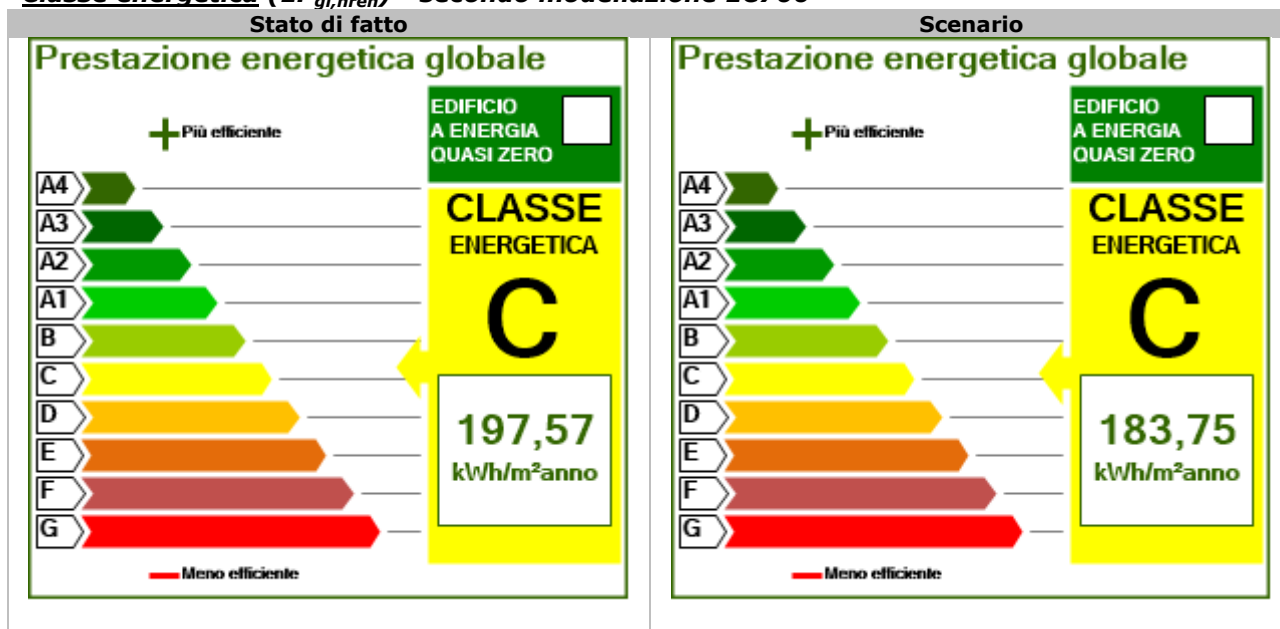 Stato di fatto
Scenario
Prestazione energetica globale
EDIFICIO
A ENERGIA
QUASI ZERO
Più efficiente
A4
A3
A2
A1
B
C
D
E
F
G
CLASSE
ENERGETICA
C
197,57
kWh/m²anno
Meno efficiente
Prestazione energetica globale
EDIFICIO
A ENERGIA
QUASI ZERO
Più efficiente
A4
A3
A2
A1
B
C
D
E
F
G
CLASSE
ENERGETICA
C
183,75
kWh/m²anno
Meno efficiente